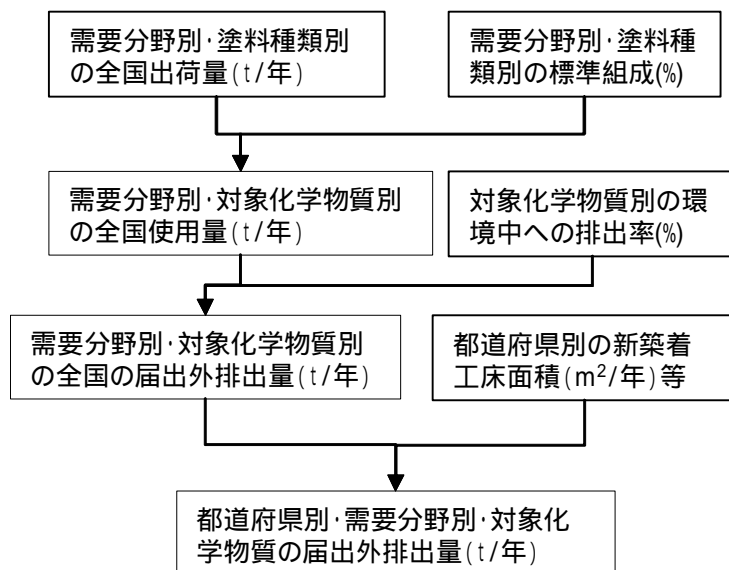 需要分野別･塗料種類別
の全国出荷量(t/年)
需要分野別･塗料種
類別の標準組成(%)
需要分野別･対象化学物質別
の全国使用量(t/年)
対象化学物質別の環
境中への排出率(%)
需要分野別･対象化学物質別
の全国の届出外排出量(t/年)
都道府県別の新築着
工床面積(m²/年)等
都道府県別･需要分野別･対象化
学物質の届出外排出量(t/年)